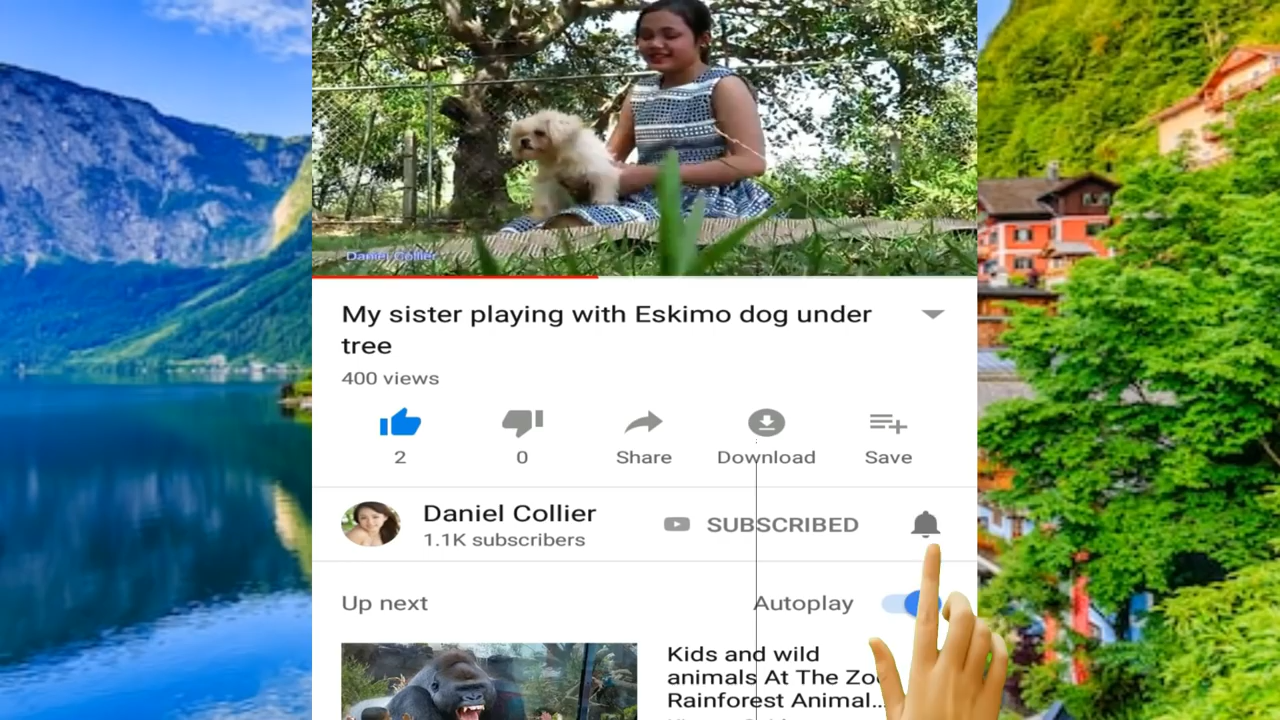 Daniel Collier
My sister playing with Eskimo dog under
tree
400 views
2
0
Share
Download
Save
Daniel Collier
1.1K subscribers
SUBSCRIBED
Up next
Autoplay
Kids and wild
animals At The Zo
Rainforest Animal...